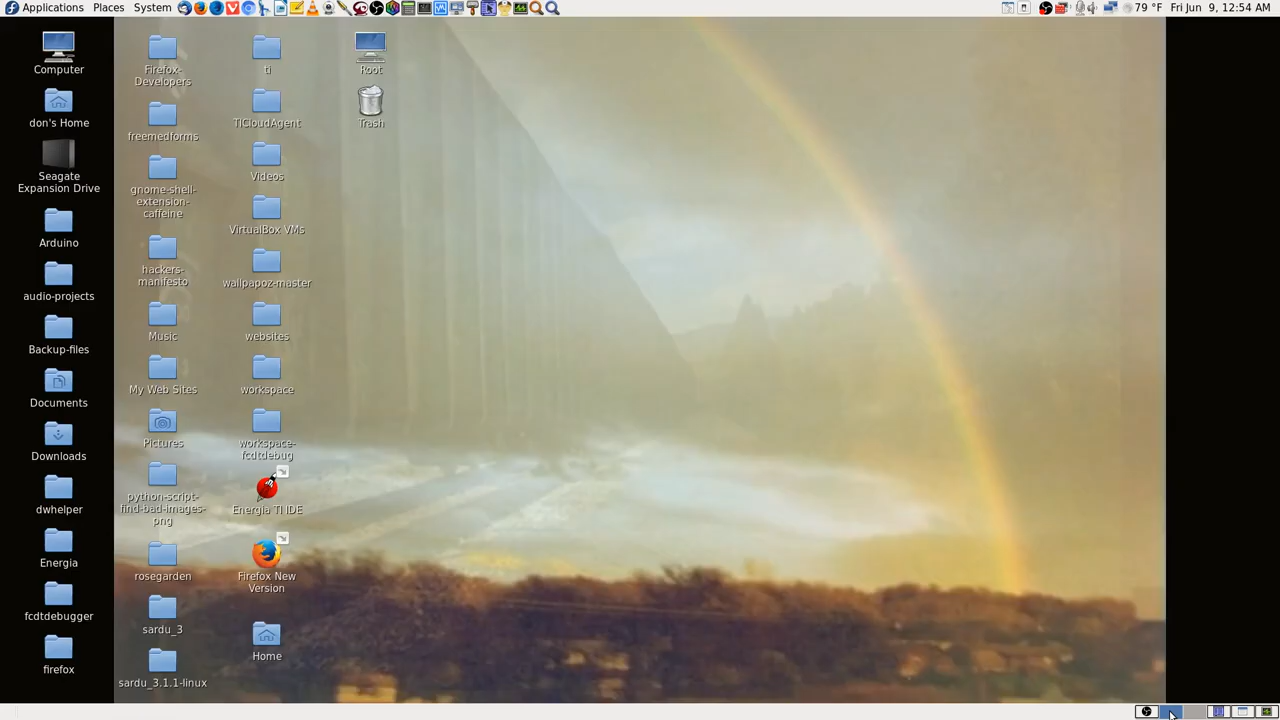 Applications Places System
79 °F Fri Jun 9, 12:54 AM
Computer
don's Home
Seagate
Expansion Drive
Arduino
audio-projects
Backup-files
Documents
Downloads
dwhelper
Energia
fcdtdebugger
firefox
Firefox-
Developers
freemedforms
gnome-shell-
extension-
caffeine
hackers-
manifesto
Music
My Web Sites
Pictures
python-script-
find-bad-images-
png
rosegarden
sardu_3
sardu_3.1.1-linux
ti
TICloudAgent
Videos
VirtualBox VMs
wallpapoz-master
websites
workspace
workspace-
fcdtdebug
Energia TI IDE
Firefox New
Version
Home
Root
Trash